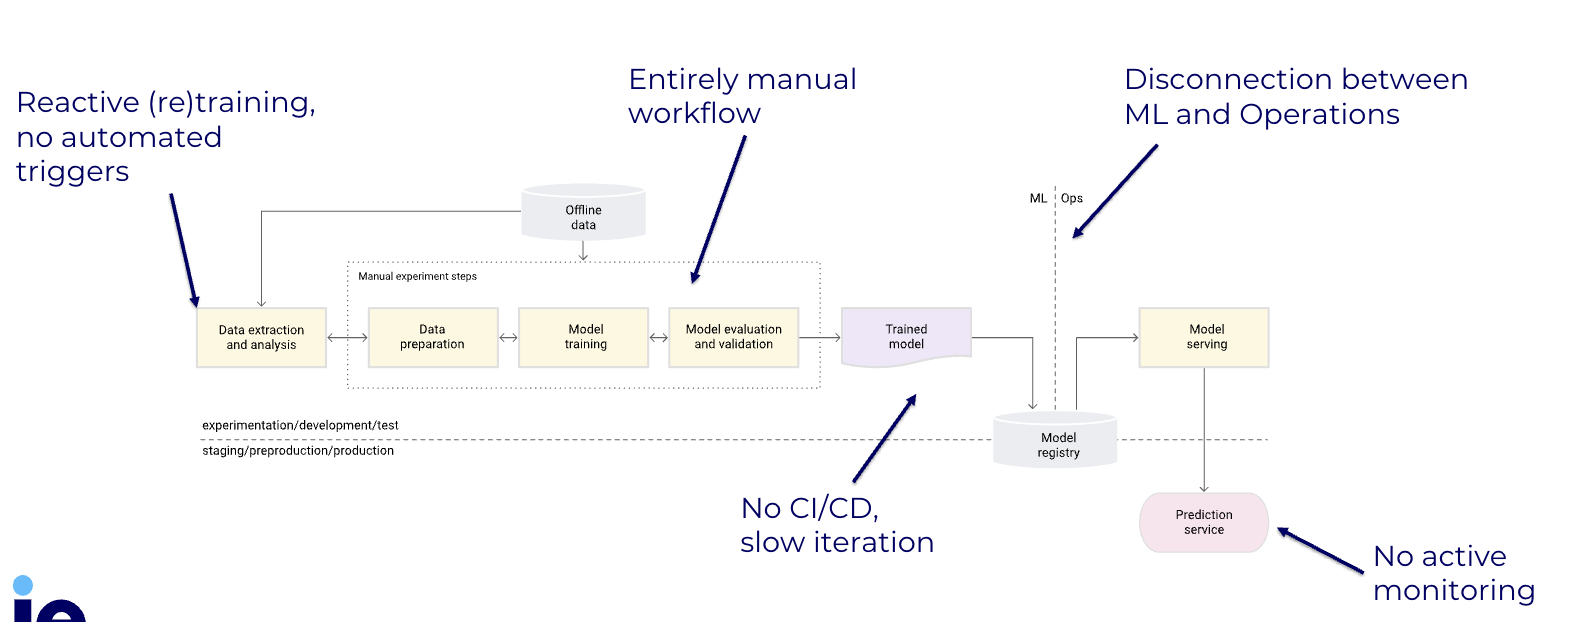 Reactive (re)training,
no automated
triggers
Entirely manual
workflow
Disconnection between
ML and Operations
Offline
data
ML
Ops
Manual experiment steps
Data extraction
and analysis
Data
preparation
Model
training
Model evaluation
and validation
Trained
model
Model
serving
experimentation/development/test
staging/preproduction/production
Model
registry
No CI/CD,
slow iteration
Prediction
service
No active
monitoring
ie